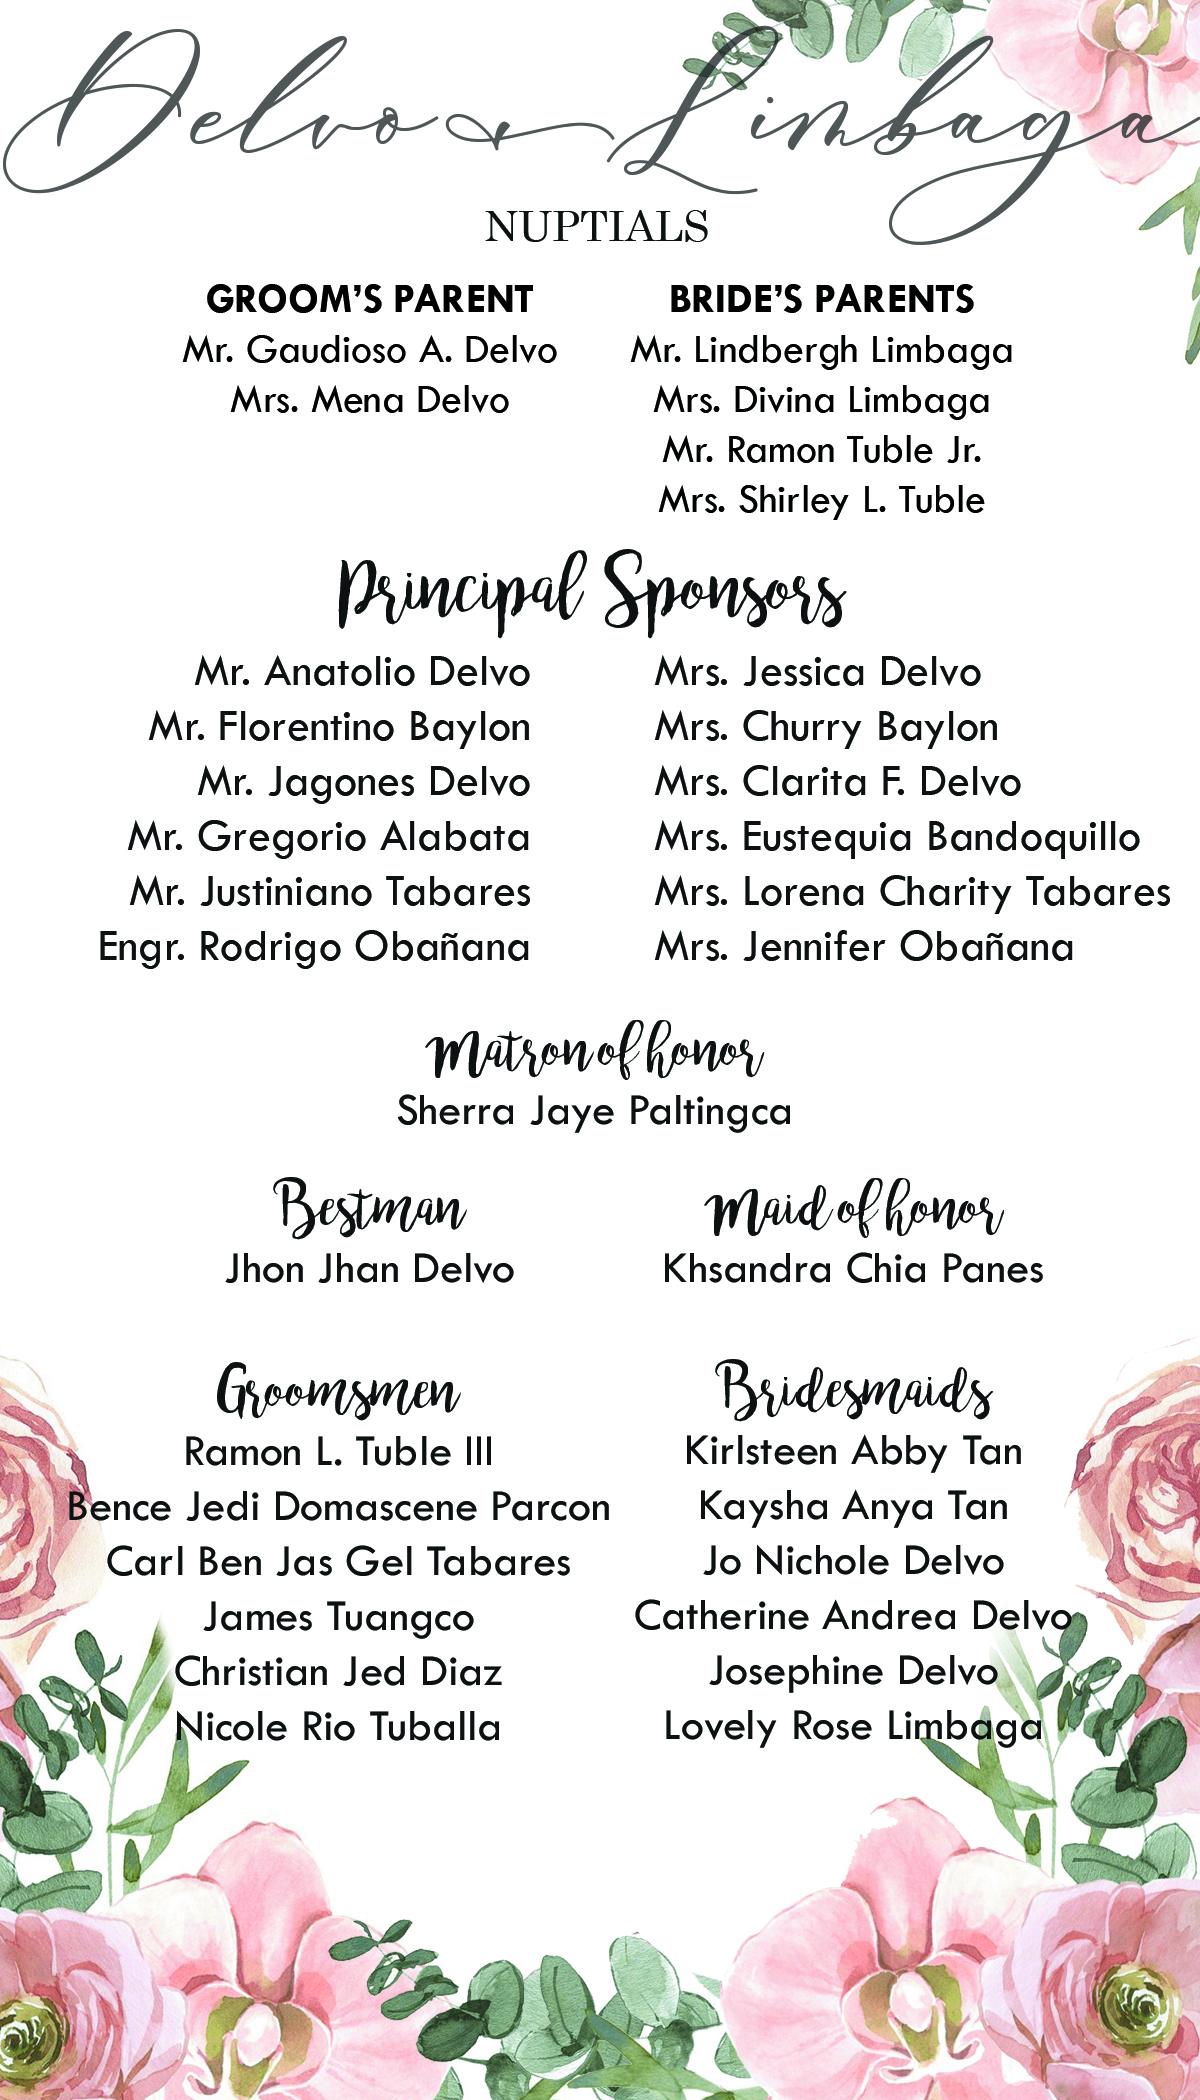 Delvo & Limbaga
NUPTIALS
GROOM’S PARENT
Mr. Gaudioso A. Delvo
Mrs. Mena Delvo
BRIDE’S PARENTS
Mr. Lindbergh Limbaga
Mrs. Divina Limbaga
Mr. Ramon Tuble Jr.
Mrs. Shirley L. Tuble
Principal Sponsors
Mr. Anatolio Delvo
Mr. Florentino Baylon
Mr. Jagones Delvo
Mr. Gregorio Alabata
Mr. Justiniano Tabares
Engr. Rodrigo Obañana
Mrs. Jessica Delvo
Mrs. Churry Baylon
Mrs. Clarita F. Delvo
Mrs. Eustequia Bandoquillo
Mrs. Lorena Charity Tabares
Mrs. Jennifer Obañana
Matron of honor
Sherra Jaye Paltingca
Bestman
Jhon Jhan Delvo
Maid of honor
Khsandra Chia Panes
Groomsmen
Ramon L. Tuble III
Bence Jedi Domascene Parcon
Carl Ben Jas Gel Tabares
James Tuangco
Christian Jed Diaz
Nicole Rio Tuballa
Bridesmaids
Kirlsteen Abby Tan
Kaysha Anya Tan
Jo Nichole Delvo
Catherine Andrea Delvo
Josephine Delvo
Lovely Rose Limbaga